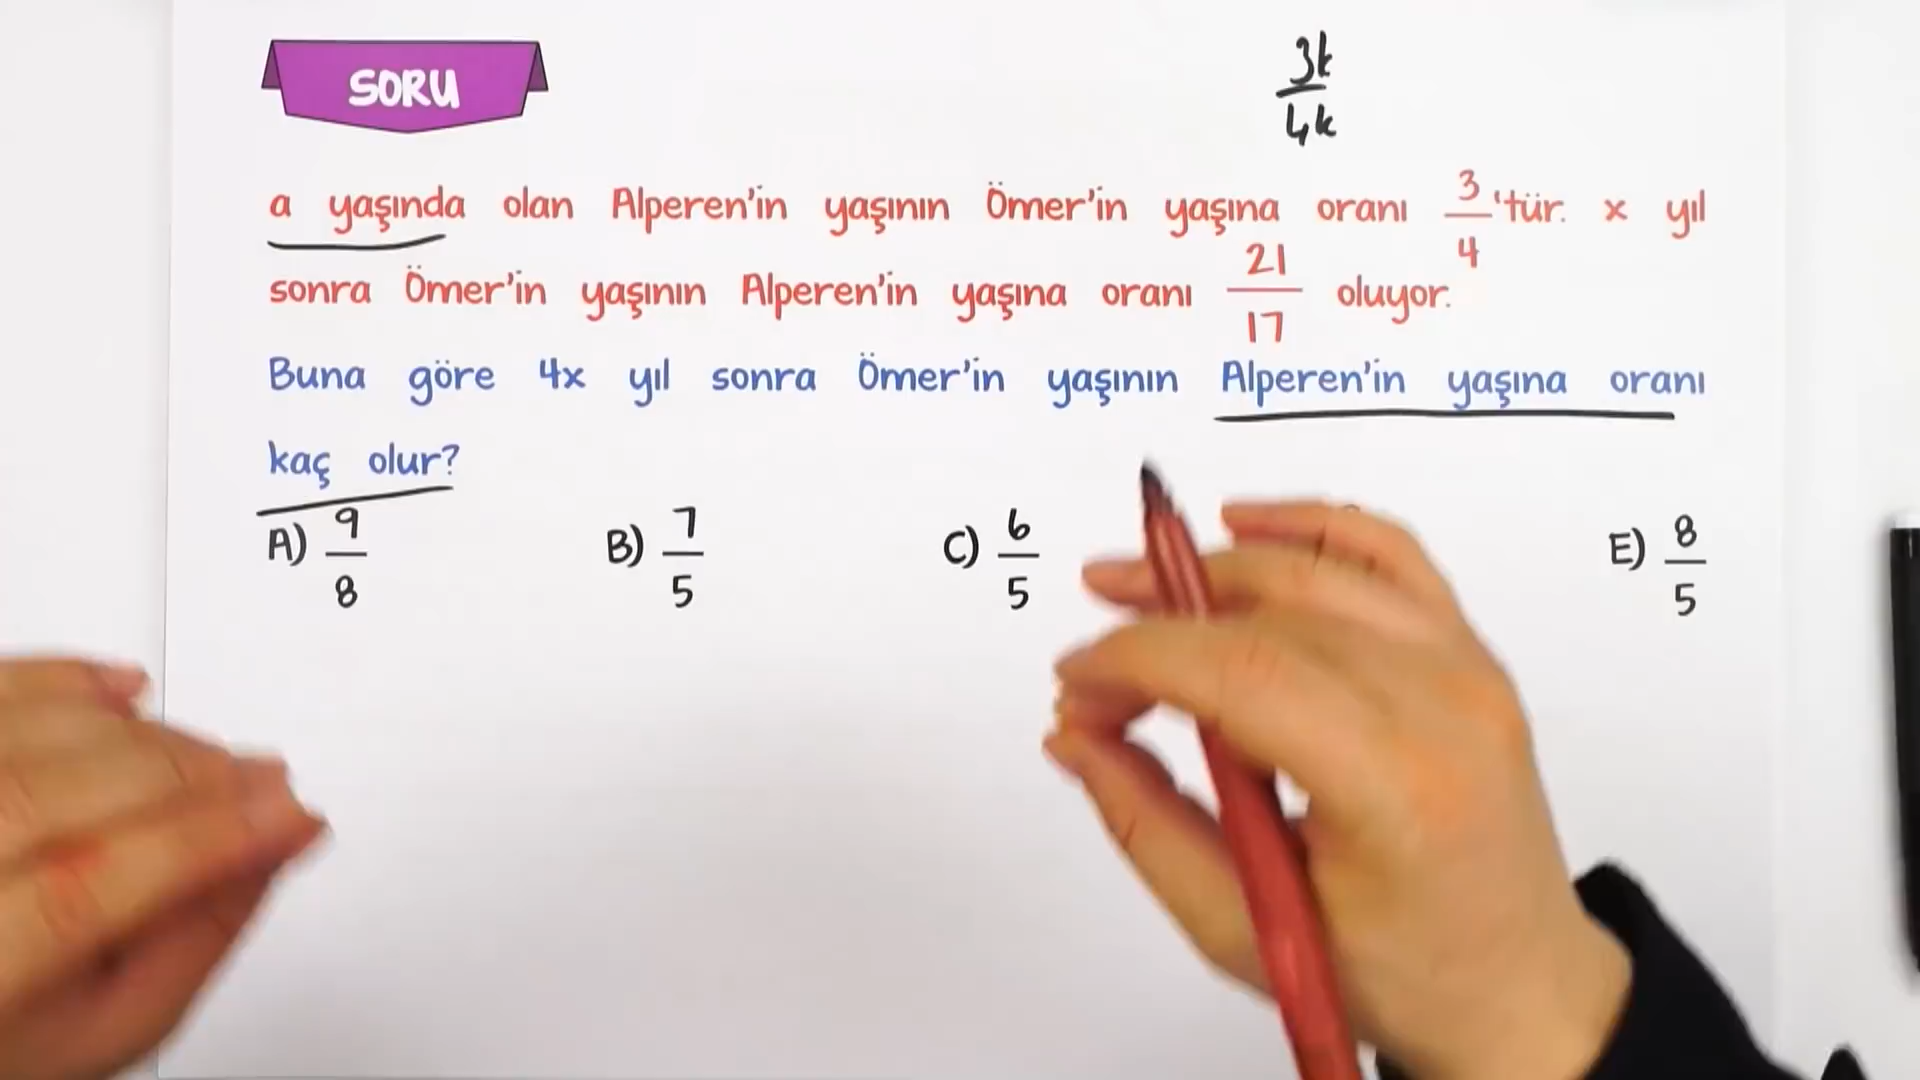 SORU
3k
4k
a yaşında olan Alperen'in yaşının Ömer'in yaşına oranı 3/4 'tür. x yıl
sonra Ömer'in yaşının Alperen'in yaşına oranı 21/17 oluyor.
Buna göre 4x yıl sonra Ömer'in yaşının Alperen'in yaşına oranı
kaç olur?
A) 9/8 B) 7/5 C) 6/5 E) 8/5